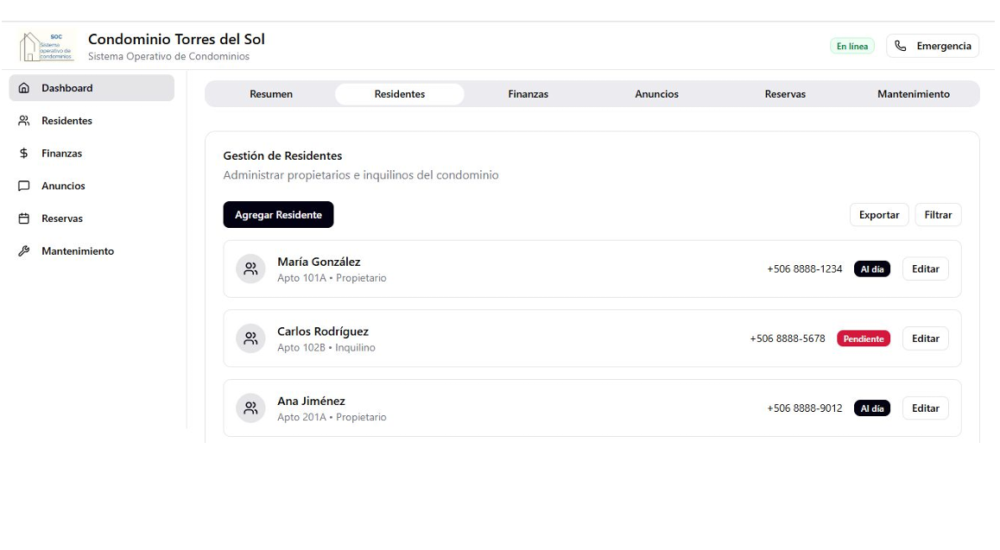 SOC
Sistema
operativo de
condominios
Condominio Torres del Sol
Sistema Operativo de Condominios
En línea
Emergencia
Dashboard
Residentes
Finanzas
Anuncios
Reservas
Mantenimiento
Resumen
Residentes
Finanzas
Anuncios
Reservas
Mantenimiento
Gestión de Residentes
Administrar propietarios e inquilinos del condominio
Agregar Residente
Exportar
Filtrar
María González
Apto 101A • Propietario
+506 8888-1234
Al día
Editar
Carlos Rodríguez
Apto 102B • Inquilino
+506 8888-5678
Pendiente
Editar
Ana Jiménez
Apto 201A • Propietario
+506 8888-9012
Al día
Editar